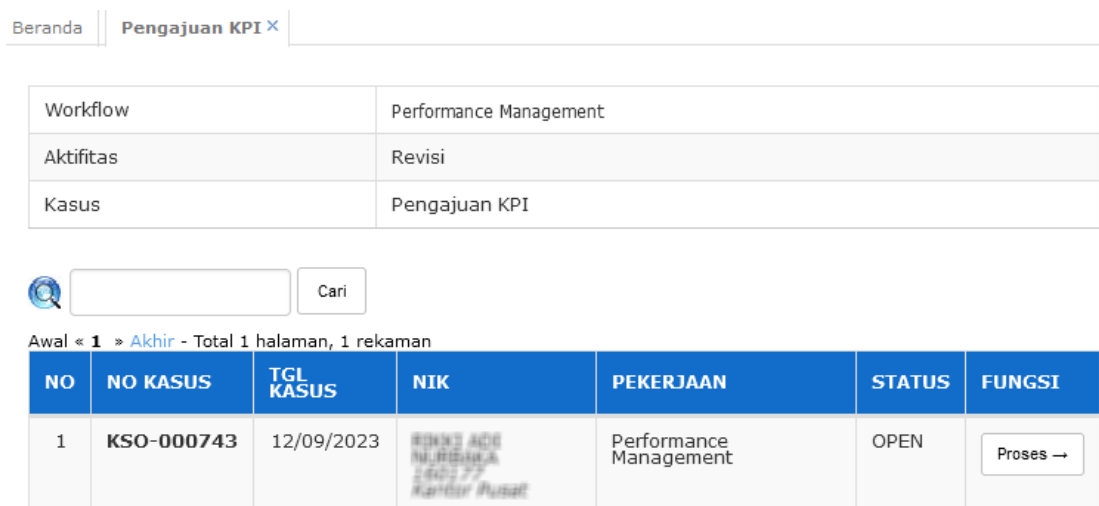 Beranda Pengajuan KPI ×
Workflow Performance Management
Aktifitas Revisi
Kasus Pengajuan KPI
Cari
Awal « 1 » Akhir - Total 1 halaman, 1 rekaman
NO NO KASUS TGL KASUS NIK PEKERJAAN STATUS FUNGSI
1 KSO-000743 12/09/2023 Performance Management OPEN Proses →